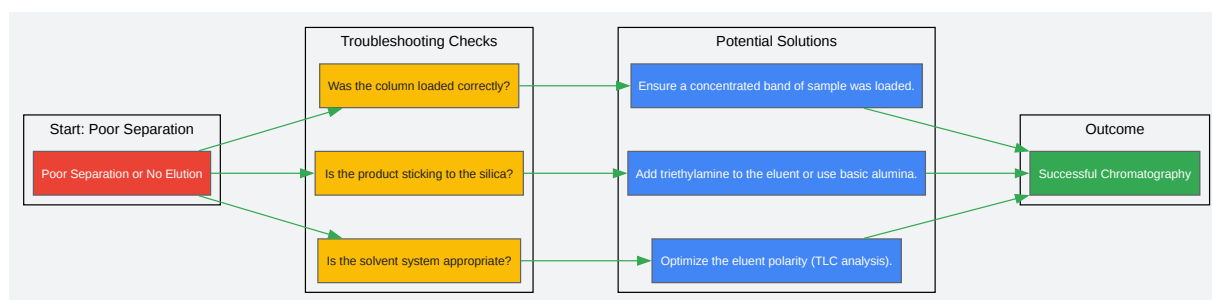 Start: Poor Separation
Poor Separation or No Elution
Troubleshooting Checks
Was the column loaded correctly?
Is the product sticking to the silica?
Is the solvent system appropriate?
Potential Solutions
Ensure a concentrated band of sample was loaded.
Add triethylamine to the eluent or use basic alumina.
Optimize the eluent polarity (TLC analysis).
Outcome
Successful Chromatography